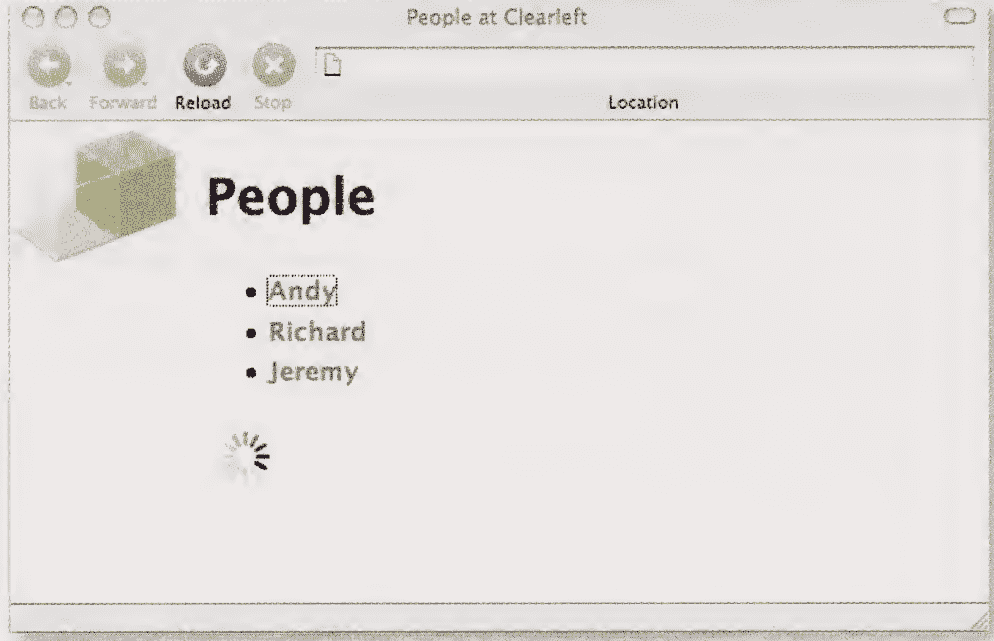 People at Clearleft
Back Forward Reload Stop
Location
People
• Andy
• Richard
• Jeremy